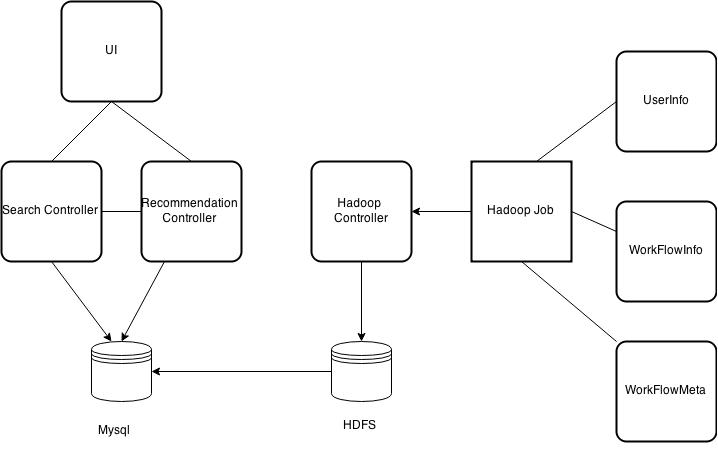 UI
UserInfo
Search Controller
Recommendation
Controller
Hadoop
Controller
Hadoop Job
WorkFlowInfo
WorkFlowMeta
Mysql
HDFS